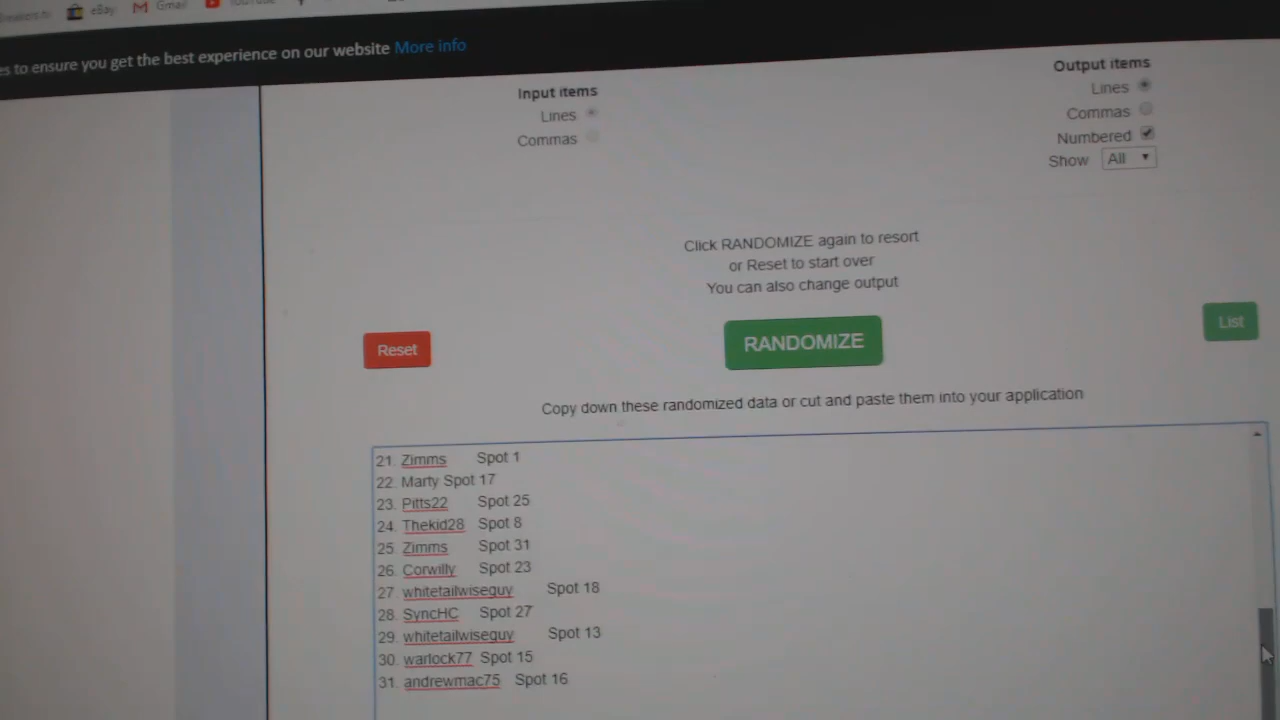 eBay
Gmail
YouTube
es to ensure you get the best experience on our website More info
Input items
Lines
Commas
Output items
Lines
Commas
Numbered
Show All
Click RANDOMIZE again to resort
or Reset to start over
You can also change output
Reset
RANDOMIZE
List
Copy down these randomized data or cut and paste them into your application
21. Zimms Spot 1
22. Marty Spot 17
23. Pitts22 Spot 25
24. Thekid28 Spot 8
25. Zimms Spot 31
26. Corwilly Spot 23
27. whitetailwiseguy Spot 18
28. SyncHC Spot 27
29. whitetailwiseguy Spot 13
30. warlock77 Spot 15
31. andrewmac75 Spot 16